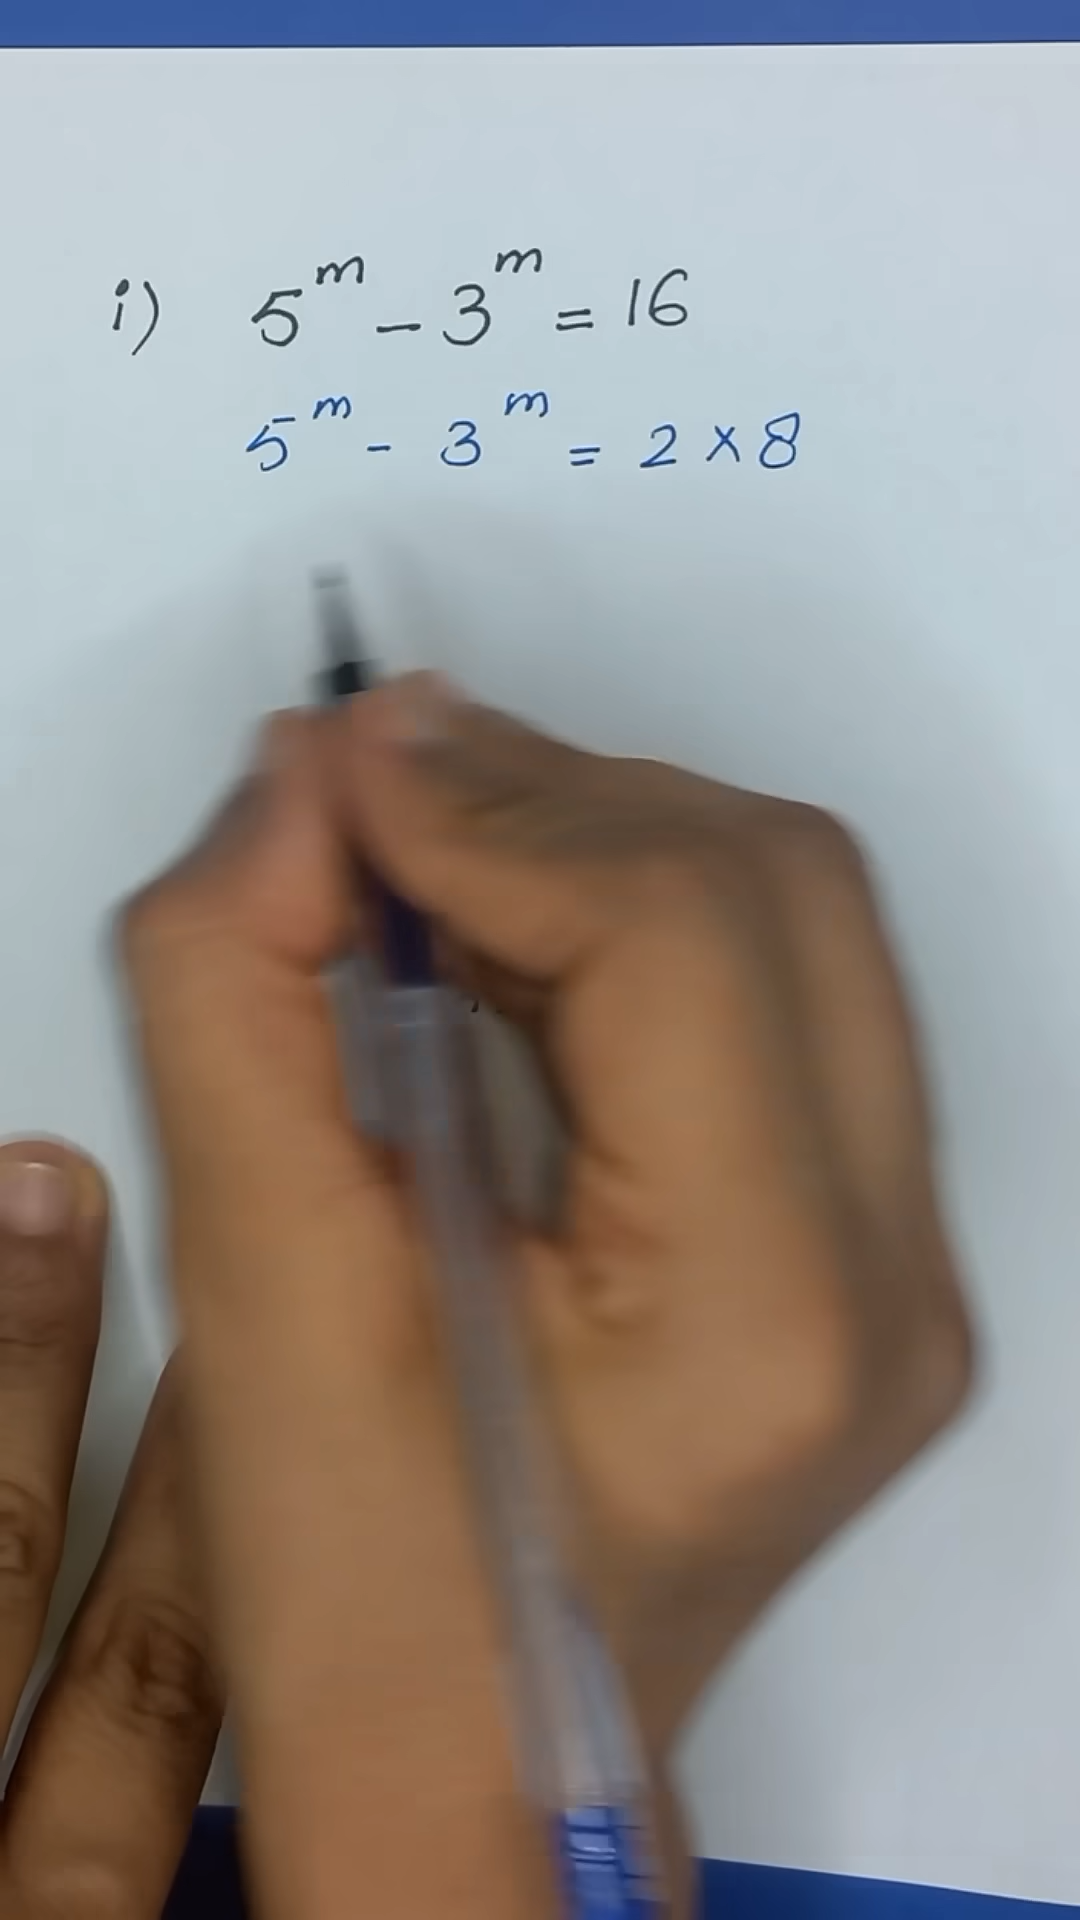 i) 5^m - 3^m = 16
5^m - 3^m = 2 × 8